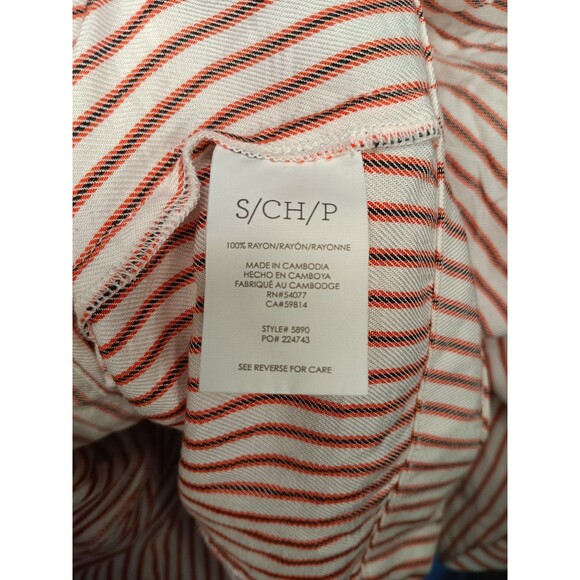 S/CH/P
100% RAYON/RAYÓN/RAYONNE
MADE IN CAMBODIA
HECHO EN CAMBOYA
FABRIQUÉ AU CAMBODGE
RN#54077
CA#59814
STYLE# 5890
PO# 224743
SEE REVERSE FOR CARE